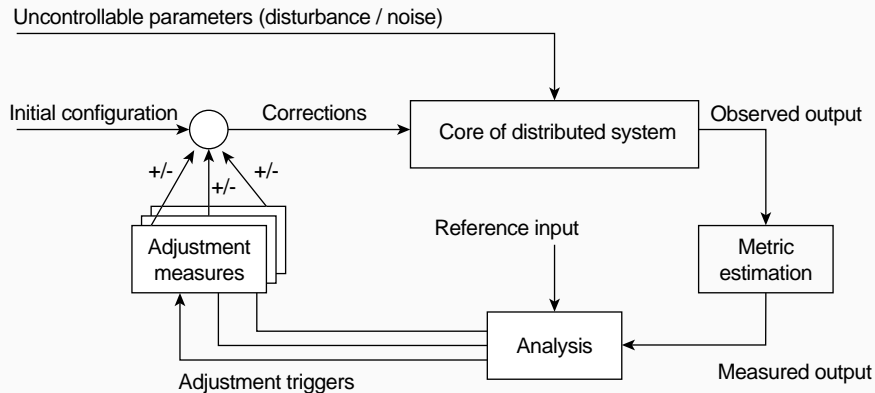 Uncontrollable parameters (disturbance / noise)
Initial configuration
Corrections
Core of distributed system
Observed output
+/-
+/-
+/-
Reference input
Adjustment
measures
Metric
estimation
Analysis
Adjustment triggers
Measured output